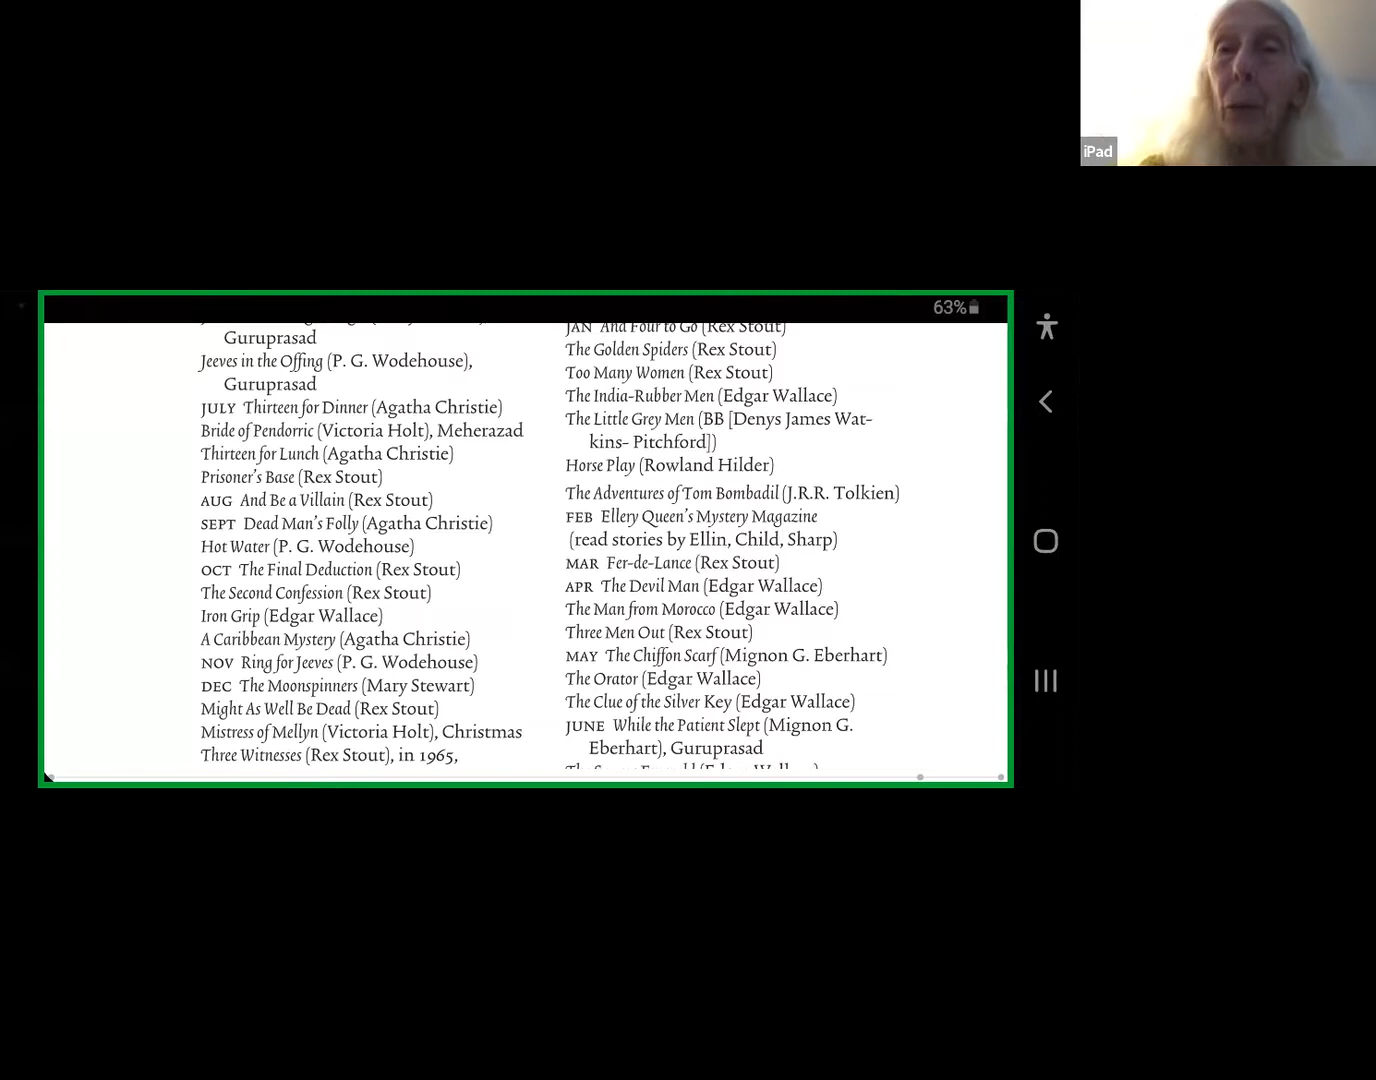 iPad
63%
Guruprasad
Jeeves in the Offing (P. G. Wodehouse),
Guruprasad
JULY Thirteen for Dinner (Agatha Christie)
Bride of Pendorric (Victoria Holt), Meherazad
Thirteen for Lunch (Agatha Christie)
Prisoner's Base (Rex Stout)
AUG And Be a Villain (Rex Stout)
SEPT Dead Man's Folly (Agatha Christie)
Hot Water (P. G. Wodehouse)
OCT The Final Deduction (Rex Stout)
The Second Confession (Rex Stout)
Iron Grip (Edgar Wallace)
A Caribbean Mystery (Agatha Christie)
NOV Ring for Jeeves (P. G. Wodehouse)
DEC The Moonspinners (Mary Stewart)
Might As Well Be Dead (Rex Stout)
Mistress of Mellyn (Victoria Holt), Christmas
Three Witnesses (Rex Stout), in 1965,
JAN And Four to Go (Rex Stout)
The Golden Spiders (Rex Stout)
Too Many Women (Rex Stout)
The India-Rubber Men (Edgar Wallace)
The Little Grey Men (BB [Denys James Wat-
kins- Pitchford])
Horse Play (Rowland Hilder)
The Adventures of Tom Bombadil (J.R.R. Tolkien)
FEB Ellery Queen's Mystery Magazine
(read stories by Ellin, Child, Sharp)
MAR Fer-de-Lance (Rex Stout)
APR The Devil Man (Edgar Wallace)
The Man from Morocco (Edgar Wallace)
Three Men Out (Rex Stout)
MAY The Chiffon Scarf (Mignon G. Eberhart)
The Orator (Edgar Wallace)
The Clue of the Silver Key (Edgar Wallace)
JUNE While the Patient Slept (Mignon G.
Eberhart), Guruprasad